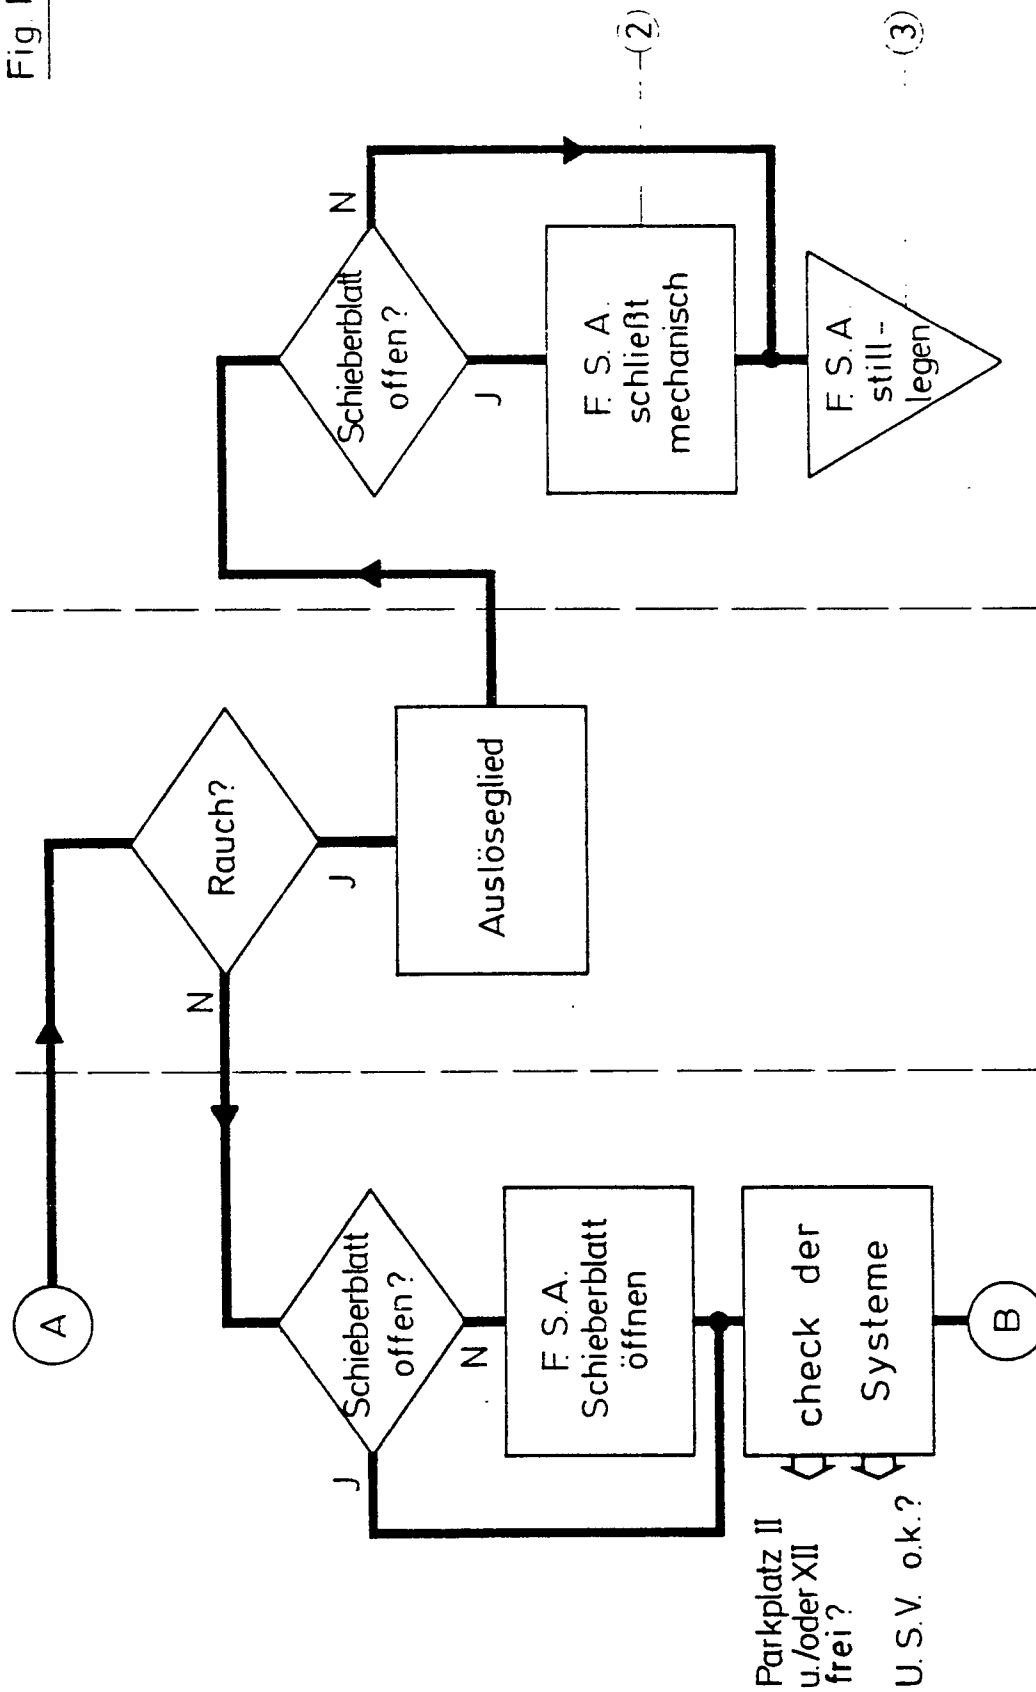 Fig.
A
Rauch?
N
J
Auslöseglied
Schieberblatt
offen?
N
J
F. S. A.
schließt
mechanisch
(2)
F. S. A.
still-
legen
(3)
Schieberblatt
offen?
J
N
F. S. A.
Schieberblatt
öffnen
check der
Systeme
Parkplatz II
u./oder XII
frei?
U. S. V. o.k.?
B